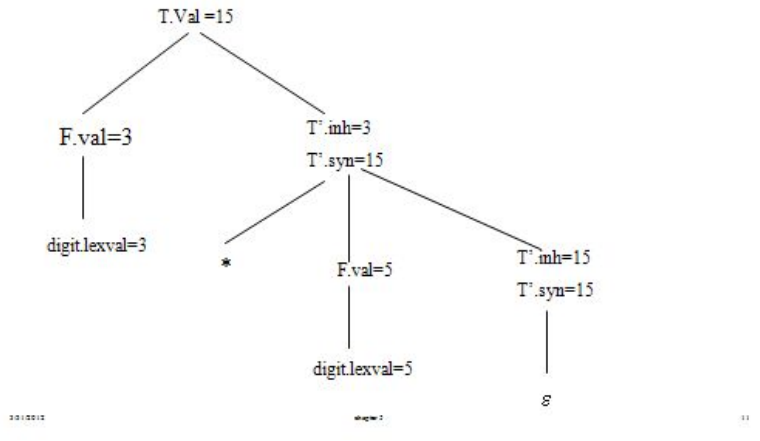 T.Val =15
F.val=3
T'.inh=3
T'.syn=15
digit.lexval=3
*
F.val=5
T'.inh=15
T'.syn=15
digit.lexval=5
ε
11